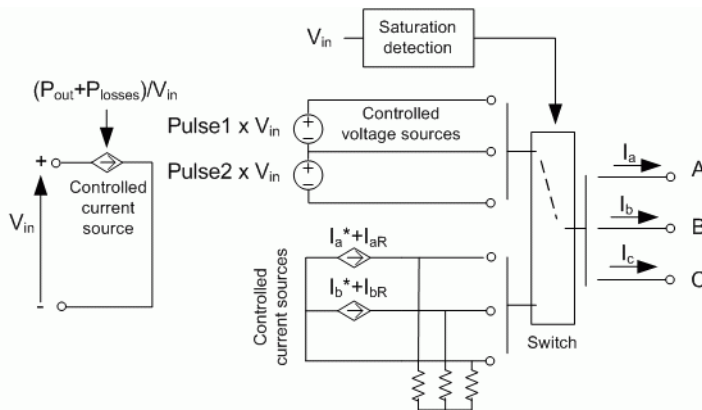 V_in
Saturation
detection
(P_out+P_losses)/V_in
Pulse1 x V_in
Controlled
voltage sources
Pulse2 x V_in
+
Controlled
current
source
V_in
-
I_a
A
I_b
B
I_c
C
I_a*+I_aR
I_b*+I_bR
Controlled
current sources
Switch